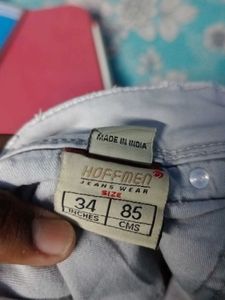 MADE IN INDIA
HOFFMEN
JEANS WEAR
SIZE
34 85
INCHES CMS